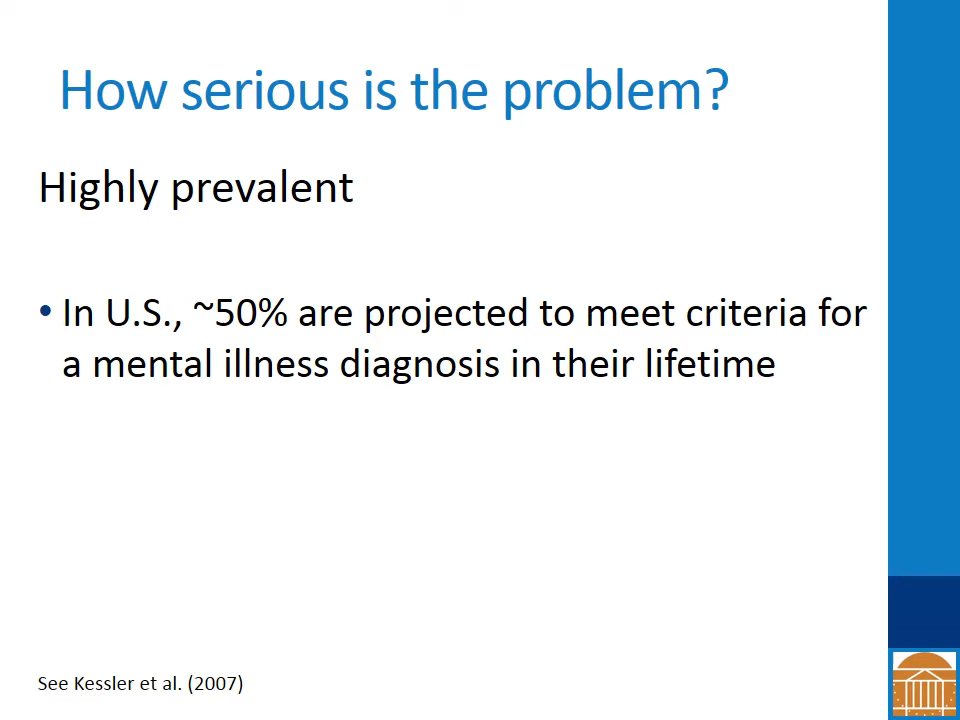 How serious is the problem?
Highly prevalent
• In U.S., ~50% are projected to meet criteria for
a mental illness diagnosis in their lifetime
See Kessler et al. (2007)